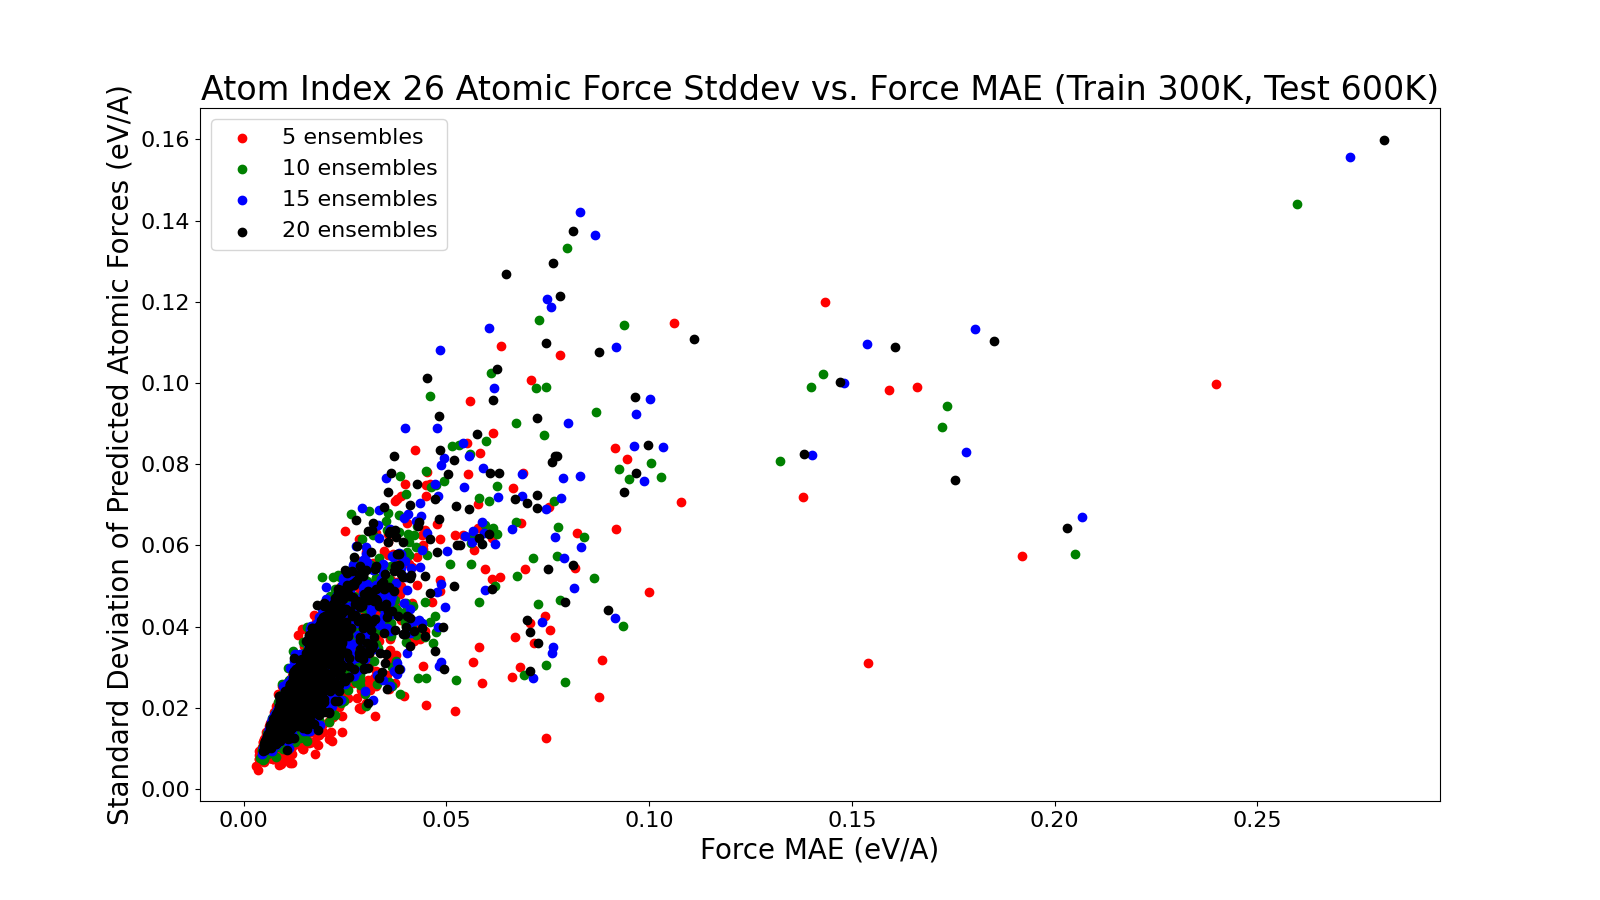 Atom Index 26 Atomic Force Stddev vs. Force MAE (Train 300K, Test 600K)
Standard Deviation of Predicted Atomic Forces (eV/A)
5 ensembles
10 ensembles
15 ensembles
20 ensembles
0.16
0.14
0.12
0.10
0.08
0.06
0.04
0.02
0.00
0.00 0.05 0.10 0.15 0.20 0.25
Force MAE (eV/A)